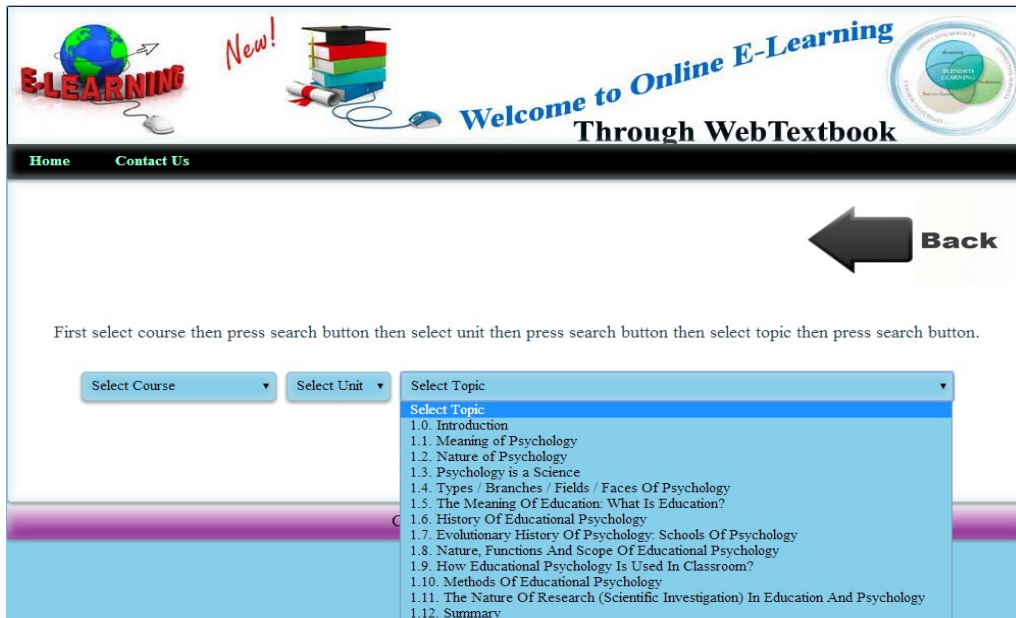 E-LEARNING
New!
Welcome to Online E-Learning
Through WebTextbook
BLENDED
LEARNING
Home Contact Us
Back
First select course then press search button then select unit then press search button then select topic then press search button.
Select Course Select Unit Select Topic
Select Topic
1.0. Introduction
1.1. Meaning of Psychology
1.2. Nature of Psychology
1.3. Psychology is a Science
1.4. Types / Branches / Fields / Faces Of Psychology
1.5. The Meaning Of Education: What Is Education?
1.6. History Of Educational Psychology
1.7. Evolutionary History Of Psychology: Schools Of Psychology
1.8. Nature, Functions And Scope Of Educational Psychology
1.9. How Educational Psychology Is Used In Classroom?
1.10. Methods Of Educational Psychology
1.11. The Nature Of Research (Scientific Investigation) In Education And Psychology
1.12. Summary